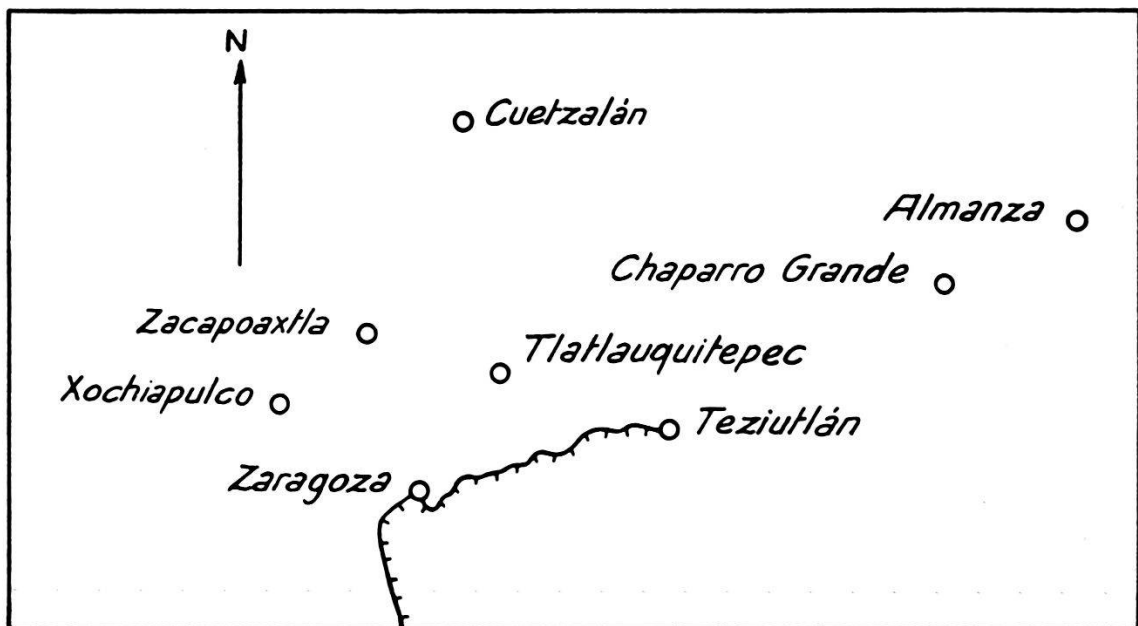 N
Cuetzalán
Almanza
Chaparro Grande
Zacapoaxtla
Tlatlauquitepec
Xochiapulco
Teziutlán
Zaragoza